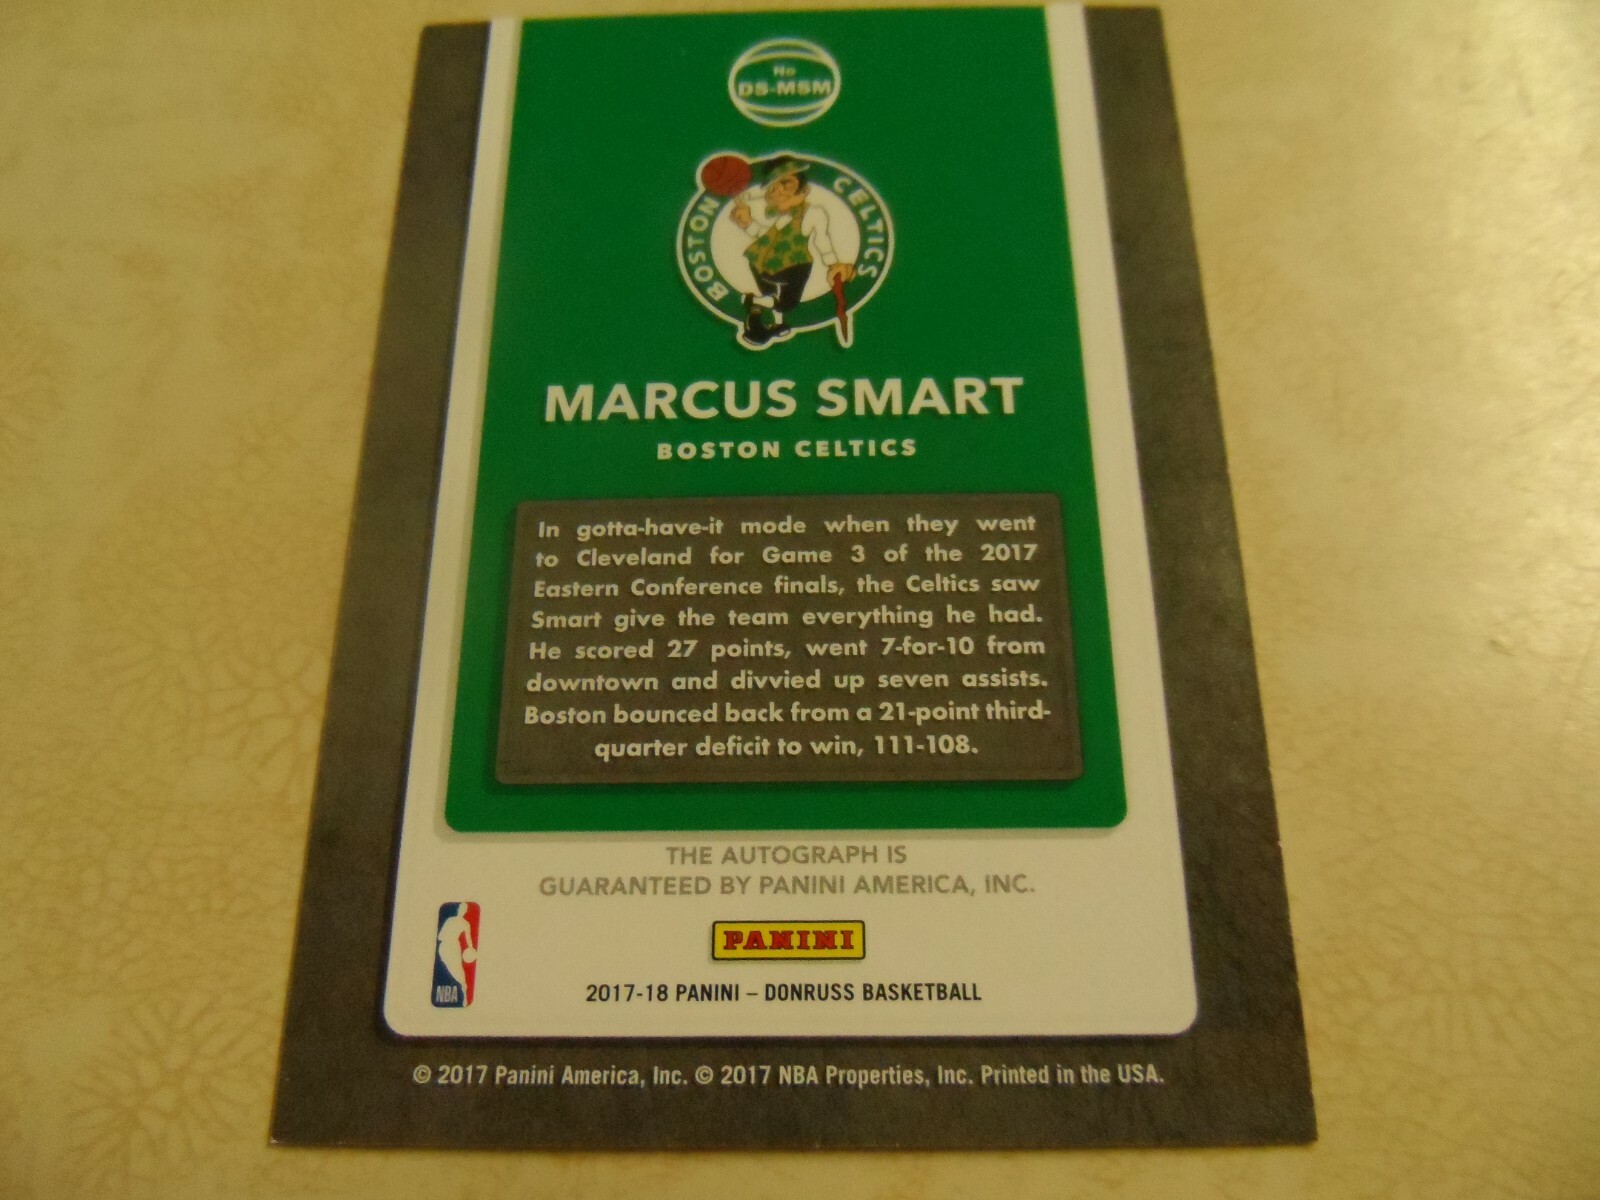 No
DS-MSM
BOSTON CELTICS
MARCUS SMART
BOSTON CELTICS
In gotta-have-it mode when they went
to Cleveland for Game 3 of the 2017
Eastern Conference finals, the Celtics saw
Smart give the team everything he had.
He scored 27 points, went 7-for-10 from
downtown and divvied up seven assists.
Boston bounced back from a 21-point third-
quarter deficit to win, 111-108.
THE AUTOGRAPH IS
GUARANTEED BY PANINI AMERICA, INC.
NBA
PANINI
2017-18 PANINI – DONRUSS BASKETBALL
© 2017 Panini America, Inc. © 2017 NBA Properties, Inc. Printed in the USA.